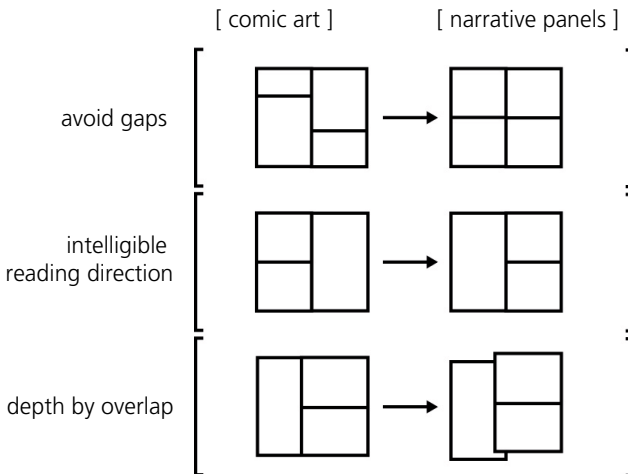 [ comic art ]
[ narrative panels ]
avoid gaps
intelligible
reading direction
depth by overlap